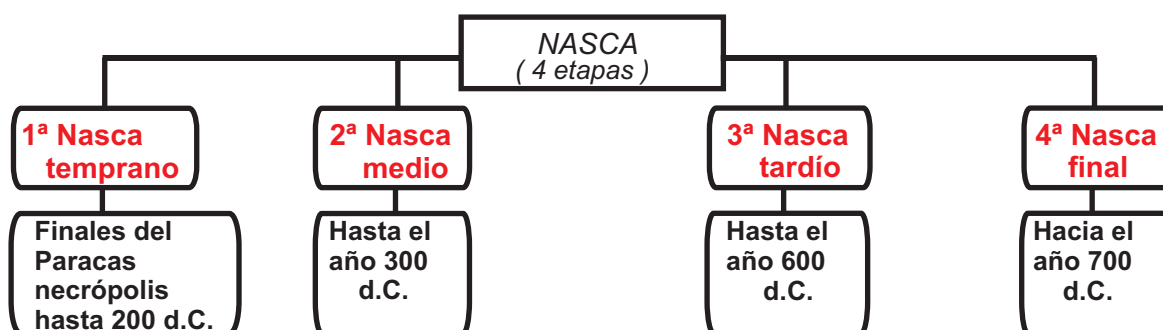 NASCA
( 4 etapas )
1ª Nasca
temprano
2ª Nasca
medio
3ª Nasca
tardío
4ª Nasca
final
Finales del
Paracas
necrópolis
hasta 200 d.C.
Hasta el
año 300
d.C.
Hasta el
año 600
d.C.
Hacia el
año 700
d.C.